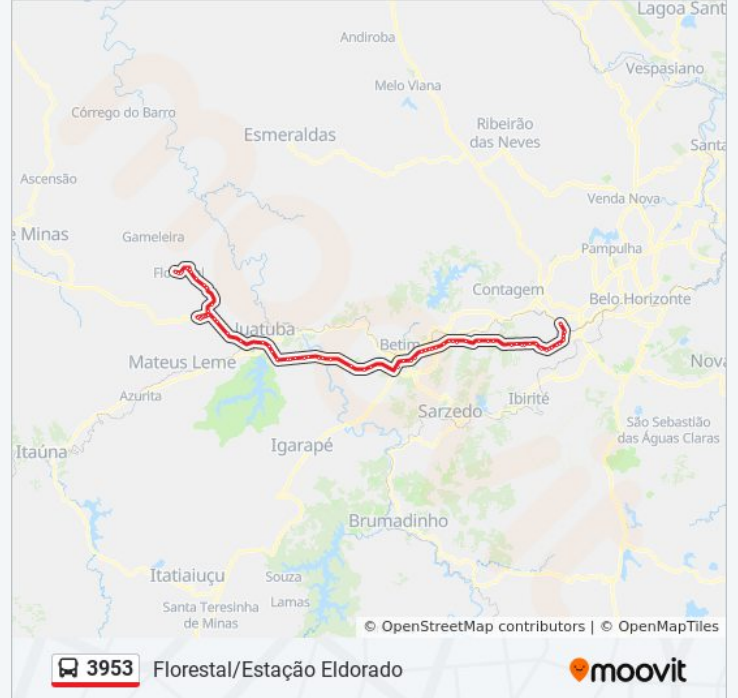 Lagoa Sant
Andiroba
Vespasiano
Melo Viana
Córrego do Barro
Ribeirão
das Neves
Esmeraldas
Santa
Ascensão
Venda Nova
e Minas
Gameleira
Pampulha
Contagem
Belo Horizonte
Betim
Mateus Leme
Nova
Azurita
Ibirité
Sarzedo
São Sebastião
das Águas Claras
Itaúna
Igarapé
Brumadinho
Itatiaiuçu
Souza
Lamas
Santa Teresinha
de Minas
© OpenStreetMap contributors | © OpenMapTiles
3953 Florestal/Estação Eldorado
moovit